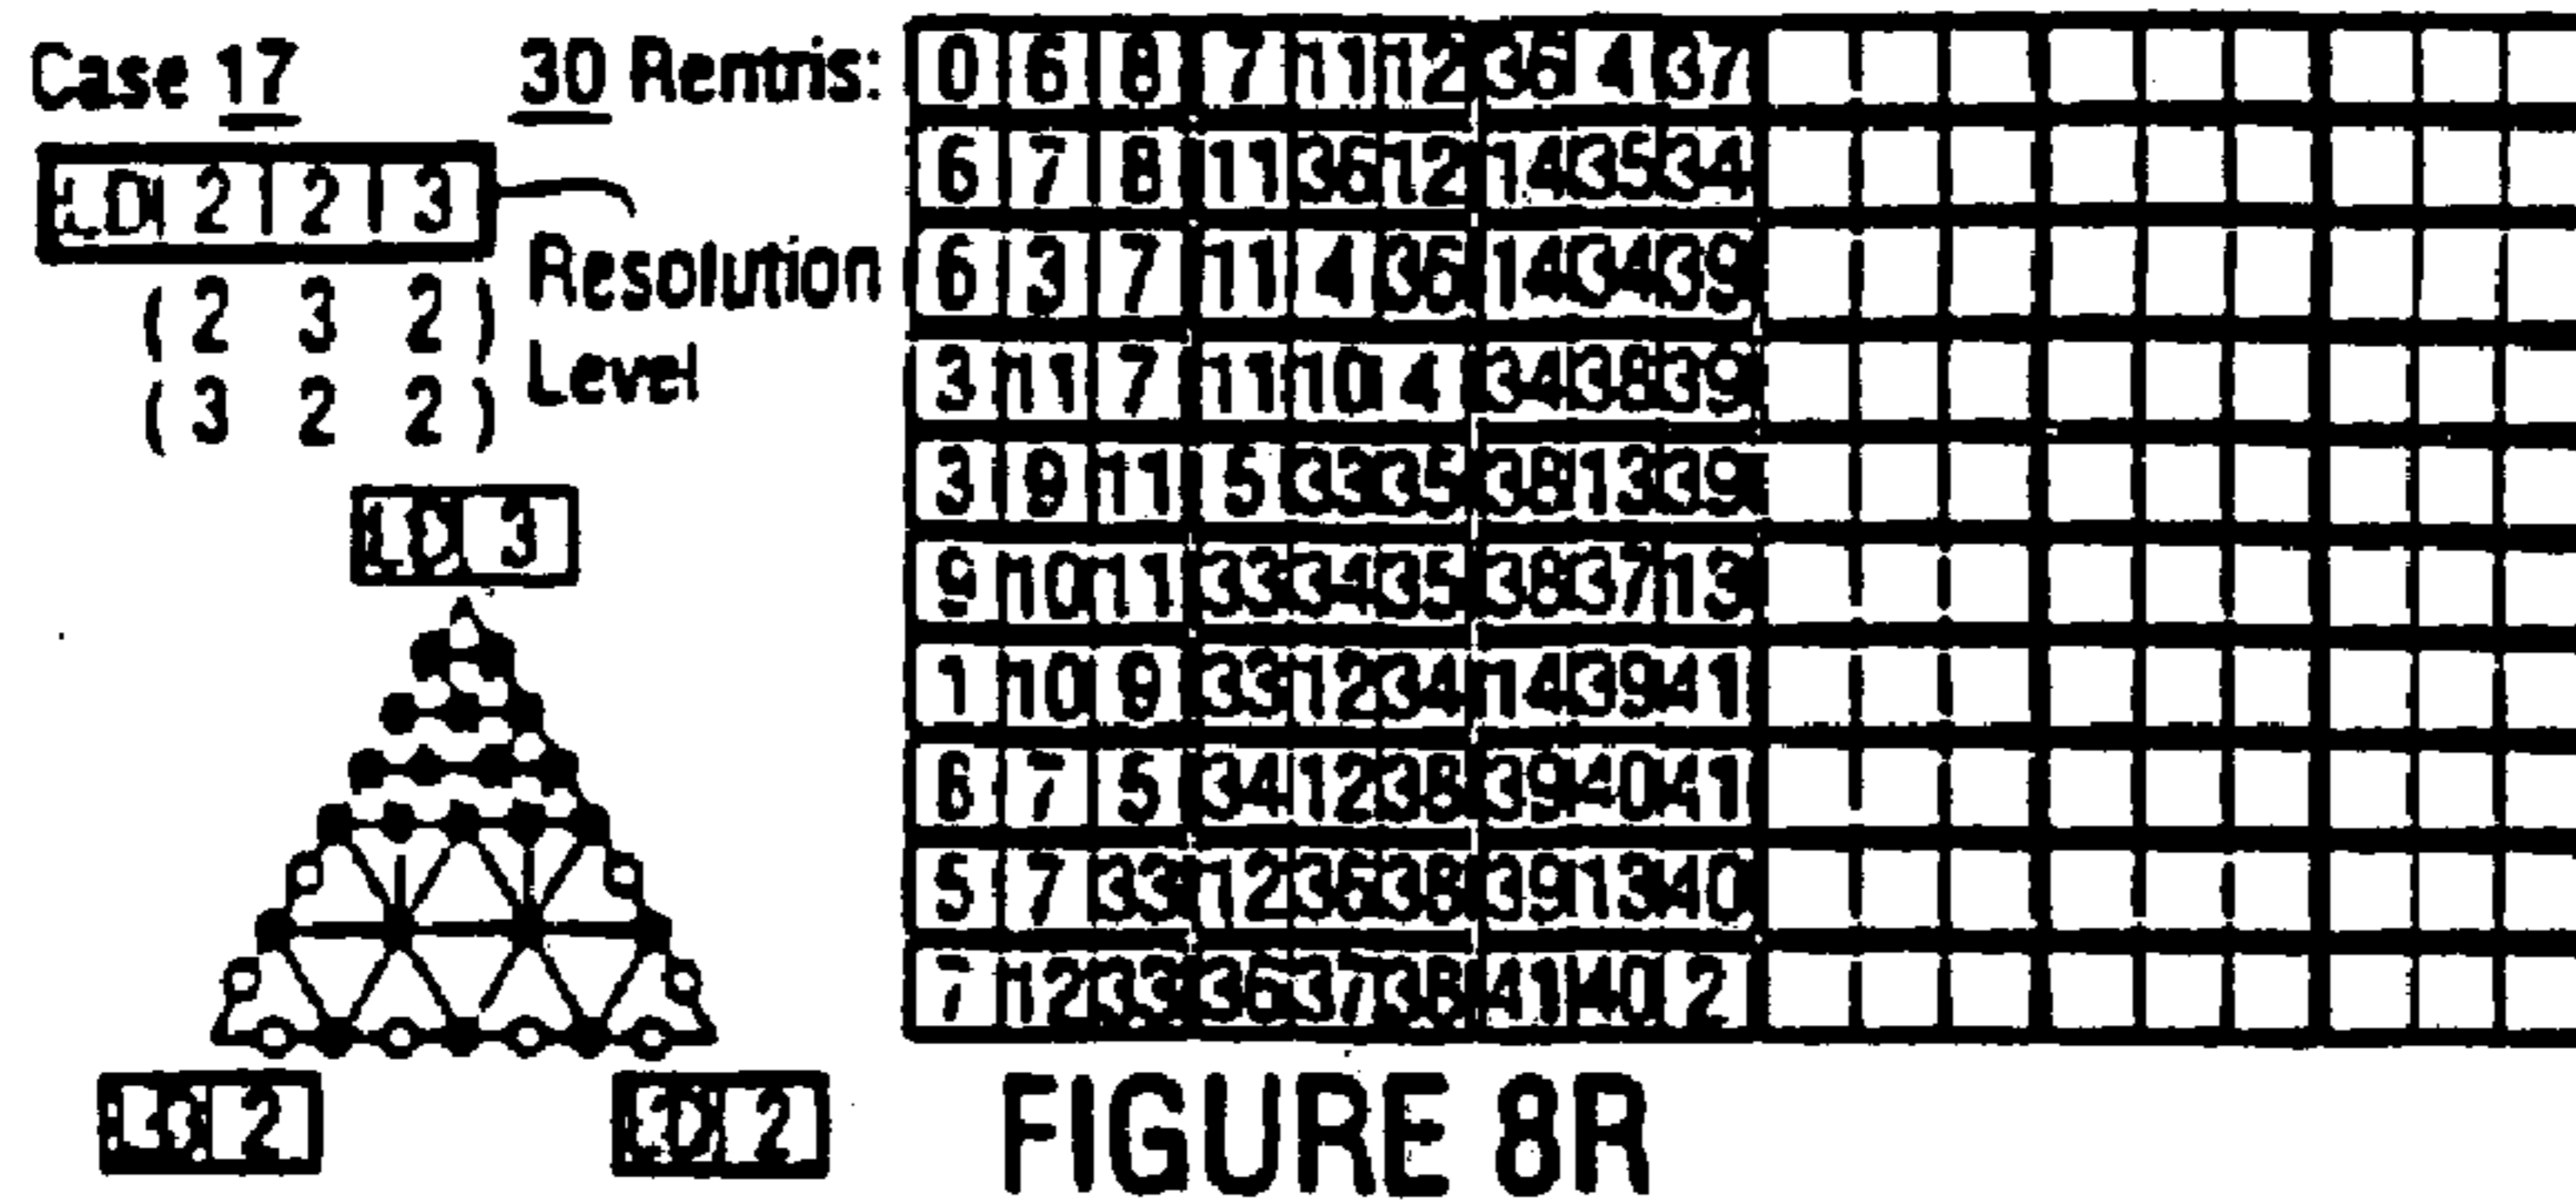 Case 17 30 Rentris:
LD 2 2 3
( 2 3 2 )
( 3 2 2 )
Resolution
Level
LD 3
2
2
0 6 8 7 11 12 36 4 37
6 7 8 11 36 12 14 35 34
6 3 7 11 4 36 14 34 39
3 11 7 11 10 4 34 38 39
3 9 11 5 33 35 38 13 39
9 10 11 33 34 35 38 37 13
1 10 9 33 12 34 14 39 41
6 7 5 34 12 38 39 40 41
5 7 33 12 36 38 39 13 40
7 12 33 36 37 38 41 40 2
FIGURE 8R